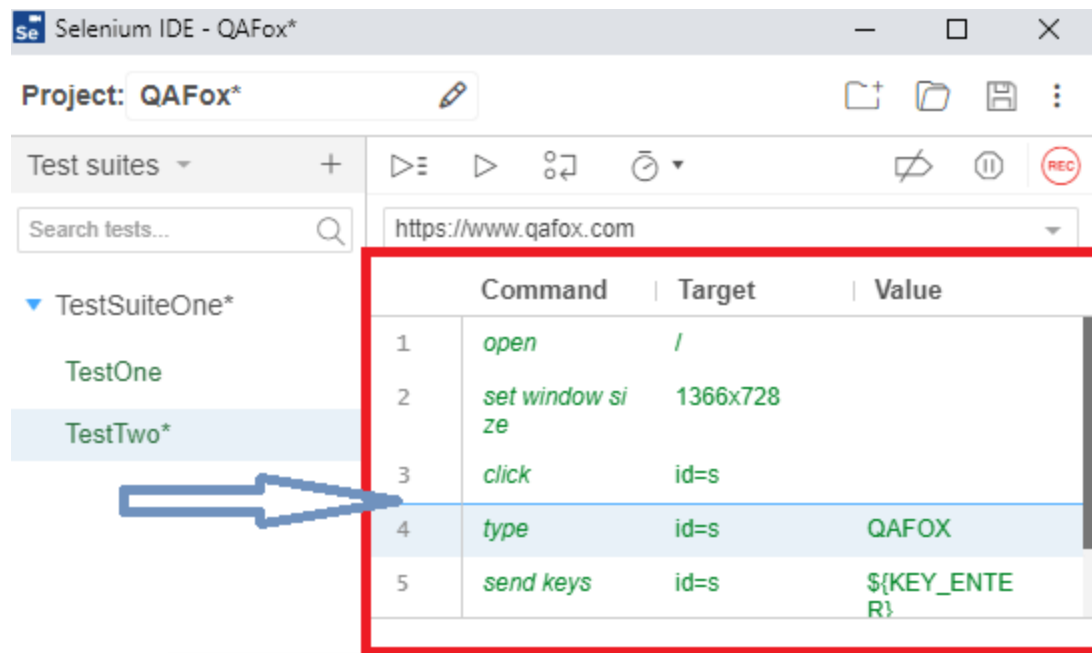 Se Selenium IDE - QAFox*
Project: QAFox*
Test suites
REC
Search tests...
https://www.qafox.com
Command Target Value
TestSuiteOne*
1 open /
TestOne
2 set window si
ze 1366x728
TestTwo*
3 click id=s
4 type id=s QAFOX
5 send keys id=s ${KEY_ENTE
R}